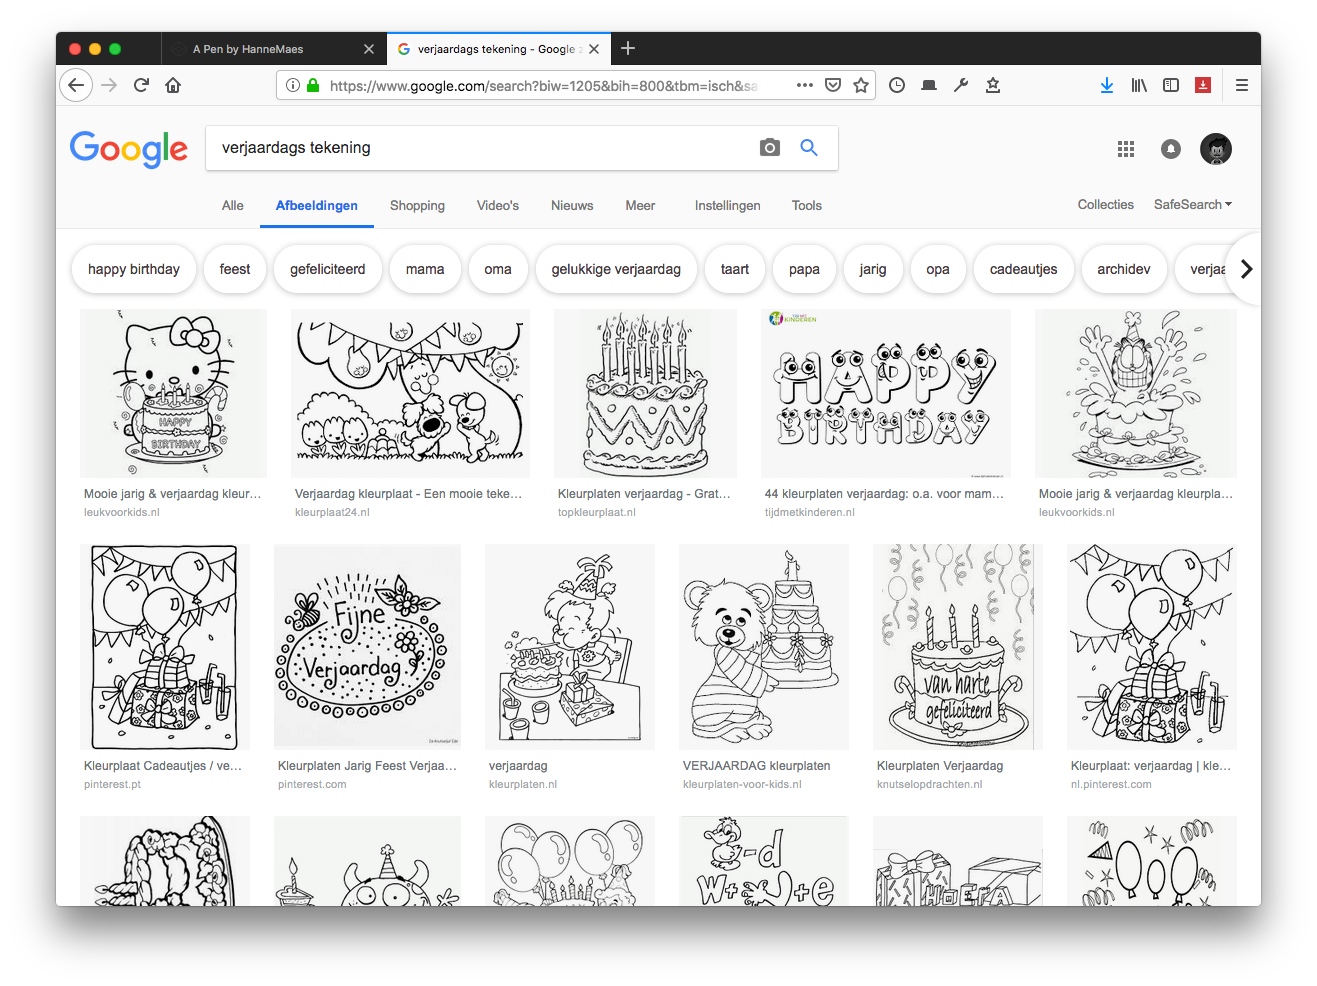 A Pen by HanneMaes
verjaardags tekening - Google
https://www.google.com/search?biw=1205&bih=800&tbm=isch&sa
Google
verjaardags tekening
Alle
Afbeeldingen
Shopping
Video's
Nieuws
Meer
Instellingen
Tools
Collecties
SafeSearch
happy birthday
feest
gefeliciteerd
mama
oma
gelukkige verjaardag
taart
papa
jarig
opa
cadeautjes
archidev
verjaa
HAPPY
BIRTHDAY
KINDEREN
HAPPY
BIRTHDAY
Mooie jarig & verjaardag kleur...
leukvoorkids.nl
Verjaardag kleurplaat - Een mooie teke...
kleurplaat24.nl
Kleurplaten verjaardag - Grat...
topkleurplaat.nl
44 kleurplaten verjaardag: o.a. voor mam...
tijdmetkinderen.nl
Mooie jarig & verjaardag kleurpla...
leukvoorkids.nl
Fijne
Verjaardag
van harte
gefeliciteerd
Kleurplaat Cadeautjes / ve...
pinterest.pt
Kleurplaten Jarig Feest Verjaa...
pinterest.com
verjaardag
kleurplaten.nl
VERJAARDAG kleurplaten
kleurplaten-voor-kids.nl
Kleurplaten Verjaardag
knutselopdrachten.nl
Kleurplaat: verjaardag | kle...
nl.pinterest.com
-d
W+
y+e
HOERA